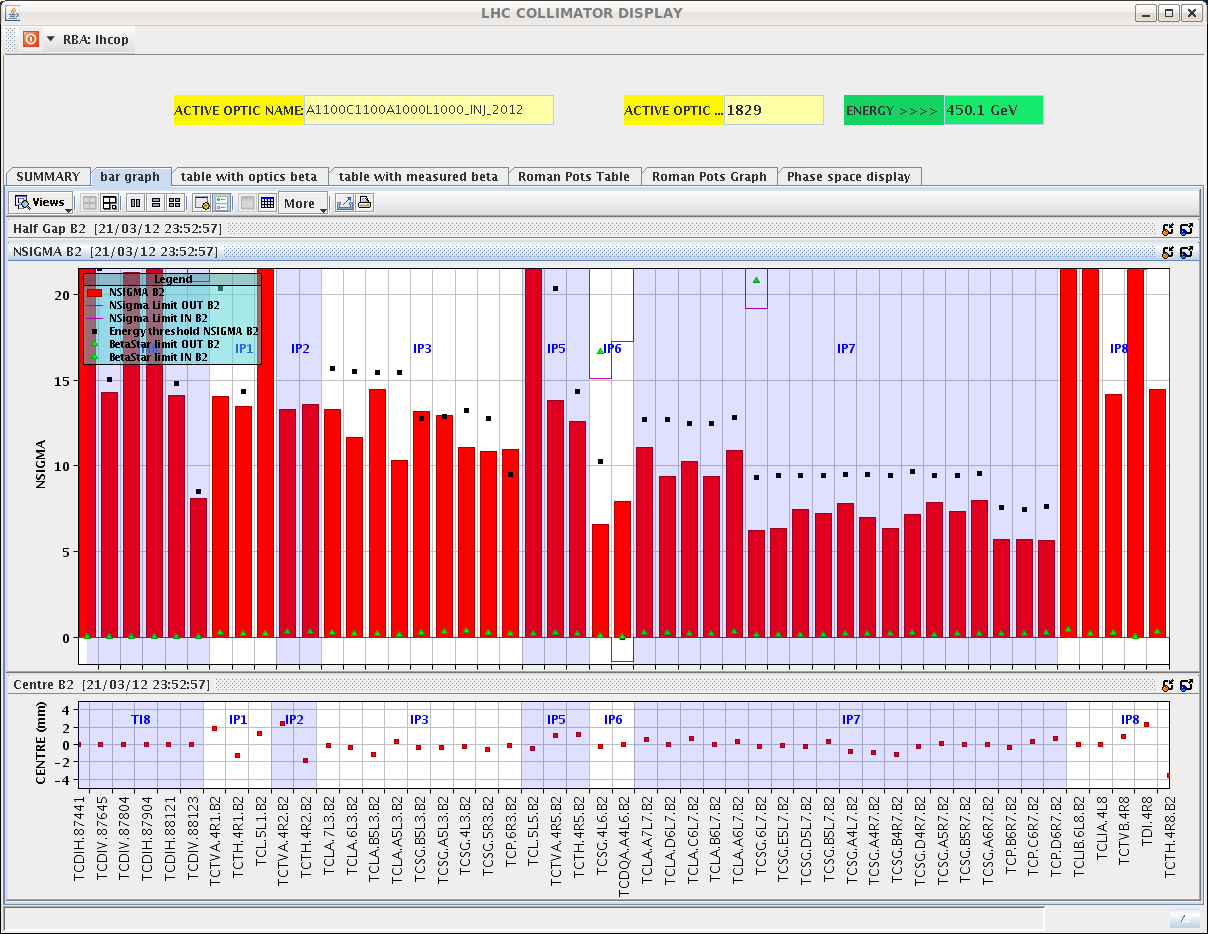 LHC COLLIMATOR DISPLAY
RBA: lhcop
ACTIVE OPTIC NAME: A1100C1100A1000L1000_INJ_2012 ACTIVE OPTIC ... 1829 ENERGY >>>> 450.1 GeV
SUMMARY bar graph table with optics beta table with measured beta Roman Pots Table Roman Pots Graph Phase space display
Views More
Half Gap B2 [21/03/12 23:52:57]
NSIGMA B2 [21/03/12 23:52:57]
Legend
NSIGMA B2
NSigma Limit OUT B2
NSigma Limit IN B2
Energy threshold NSIGMA B2
BetaStar limit OUT B2
BetaStar limit IN B2
IP1 IP2 IP3 IP5 IP6 IP7 IP8
20
15
10
5
0
NSIGMA
Centre B2 [21/03/12 23:52:57]
TI8 IP1 IP2 IP3 IP5 IP6 IP7 IP8
4
2
0
-2
-4
CENTRE (mm)
TCDIH.87441
TCDIV.87645
TCDIV.87804
TCDIH.87904
TCDIH.88121
TCDIV.88123
TCTVA.4R1.B2
TCTH.4R1.B2
TCL.5L1.B2
TCTVA.4R2.B2
TCTH.4R2.B2
TCLA.7L3.B2
TCLA.6L3.B2
TCLA.B5L3.B2
TCLA.A5L3.B2
TCSG.B5L3.B2
TCSG.A5L3.B2
TCSG.4L3.B2
TCSG.5R3.B2
TCP.6R3.B2
TCL.5L5.B2
TCTVA.4R5.B2
TCTH.4R5.B2
TCSG.4L6.B2
TCDQA.A4L6.B2
TCLA.A7L7.B2
TCLA.D6L7.B2
TCLA.C6L7.B2
TCLA.B6L7.B2
TCLA.A6L7.B2
TCSG.6L7.B2
TCSG.E5L7.B2
TCSG.D5L7.B2
TCSG.B5L7.B2
TCSG.A4L7.B2
TCSG.A4R7.B2
TCSG.B4R7.B2
TCSG.D4R7.B2
TCSG.A5R7.B2
TCSG.B5R7.B2
TCSG.A6R7.B2
TCP.B6R7.B2
TCP.C6R7.B2
TCP.D6R7.B2
TCLIB.6L8.B2
TCLIA.4L8
TCTVB.4R8
TDI.4R8
TCTH.4R8.B2